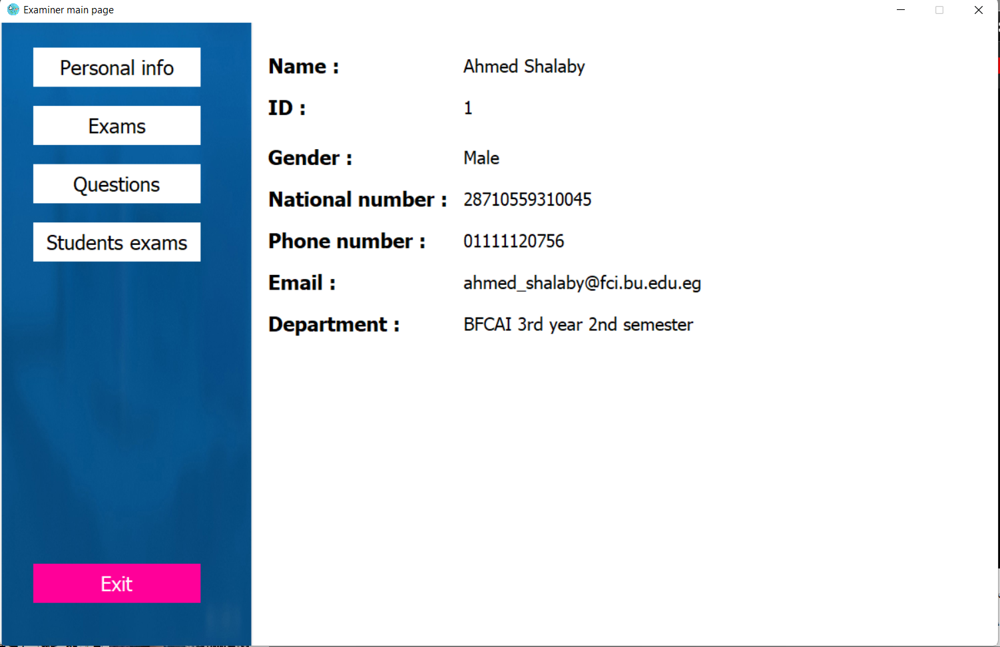 Examiner main page
Personal info
Exams
Questions
Students exams
Exit
Name : Ahmed Shalaby
ID : 1
Gender : Male
National number : 28710559310045
Phone number : 01111120756
Email : ahmed_shalaby@fci.bu.edu.eg
Department : BFCAI 3rd year 2nd semester